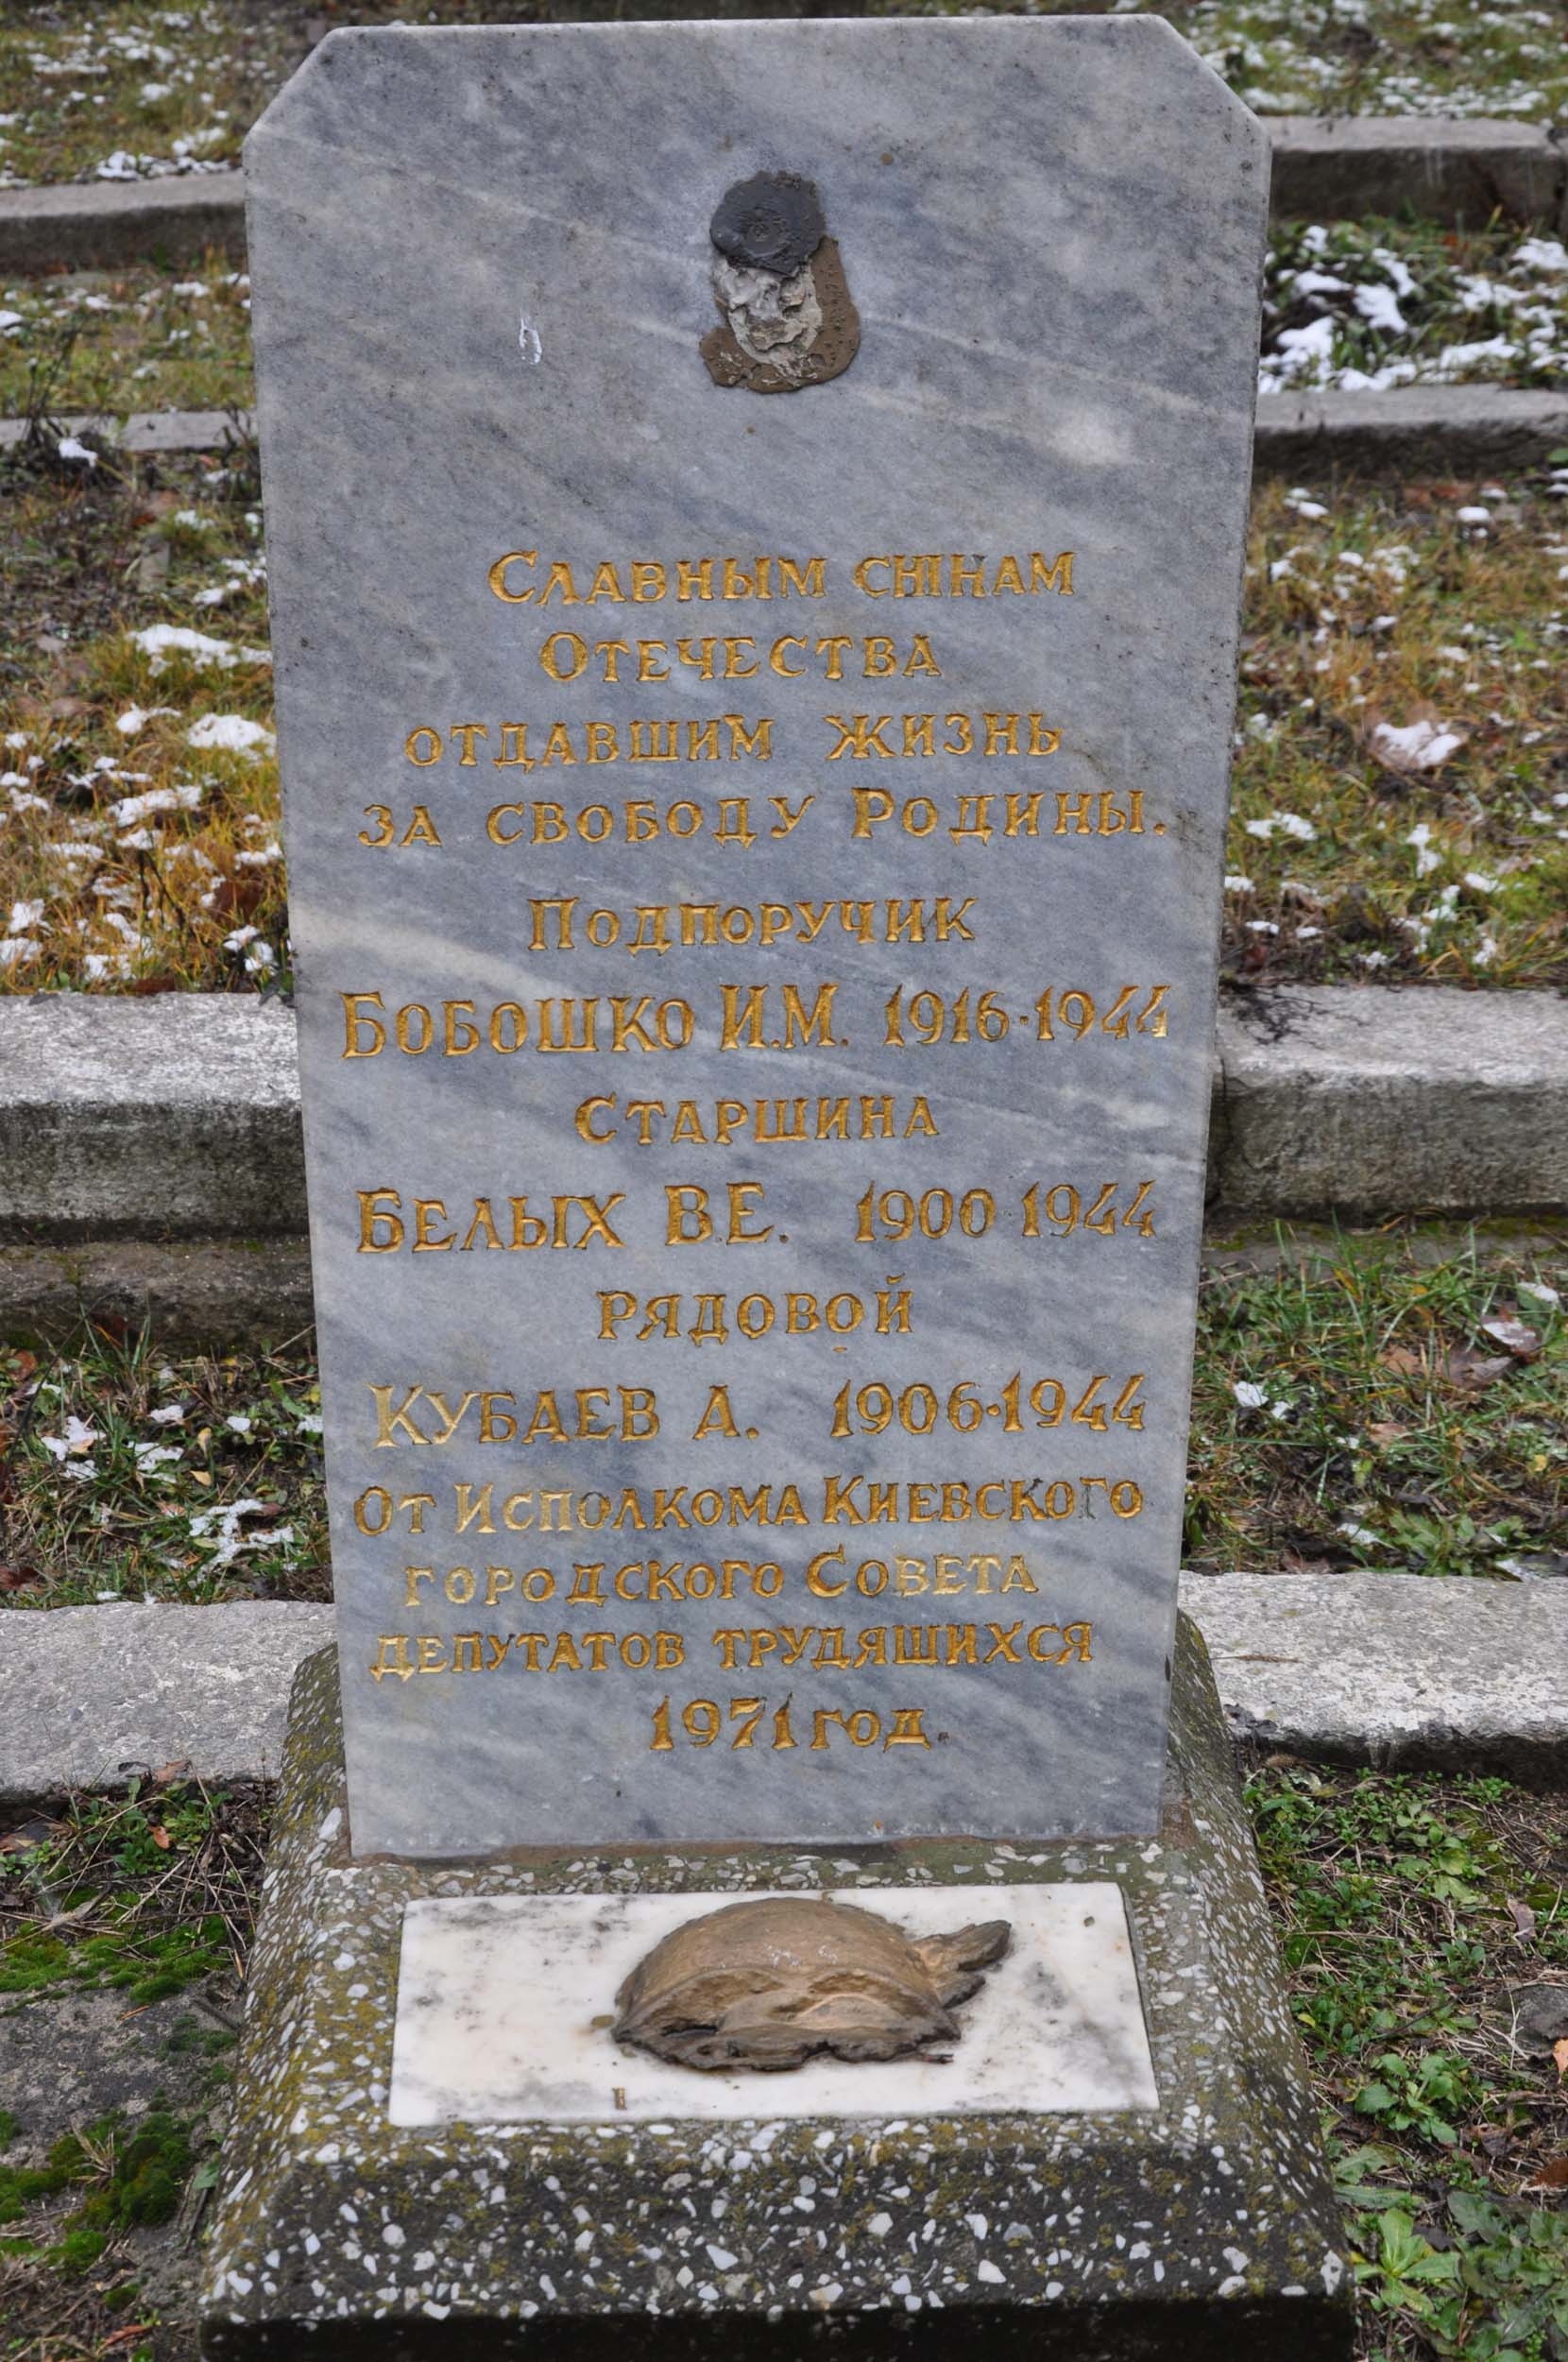 Славным сынам
Отечества
отдавшим жизнь
за свободу Родины.
Подпоручик
Бобошко И.М. 1916·1944
Старшина
Белых В.Е. 1900·1944
рядовой
Кубаев А. 1906·1944
От Исполкома Киевского
городского Совета
депутатов трудяшихся
1971 год.